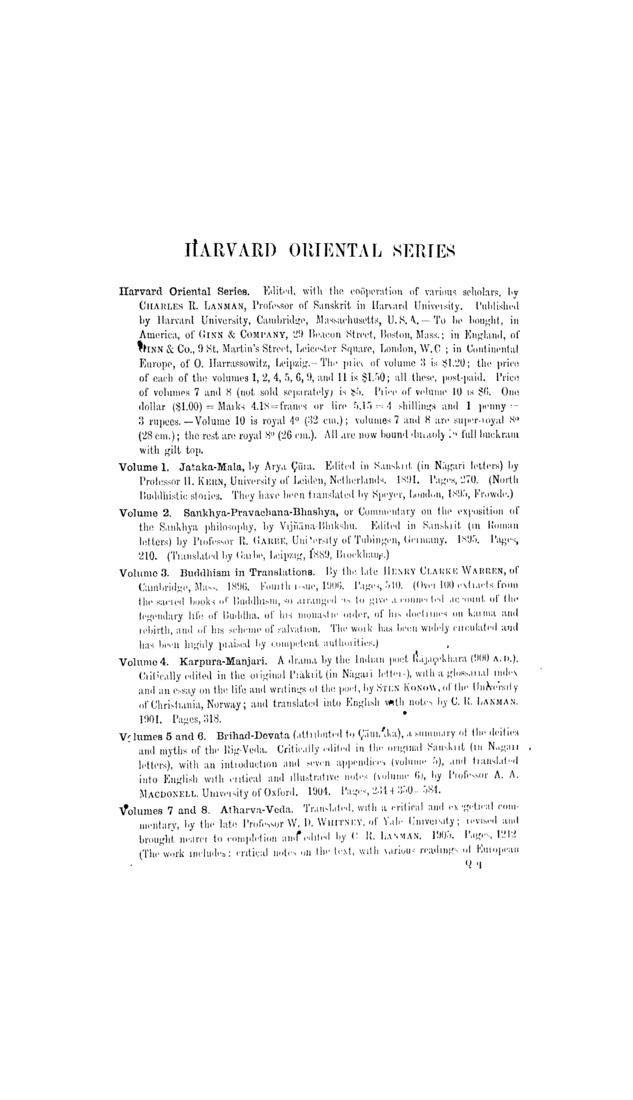 HARVARD ORIENTAL SERIES
Harvard Oriental Series. Edited, with the coöperation of various scholars, by
CHARLES R. LANMAN, Professor of Sanskrit in Harvard University. Published
by Harvard University, Cambridge, Massachusetts, U.S.A.—To be bought, in
America, of GINN & COMPANY, 29 Beacon Street, Boston, Mass.; in England, of
GINN & Co., 9 St. Martin's Street, Leicester Square, London, W.C; in Continental
Europe, of O. Harrassowitz, Leipzig.—The price of volume 3 is $1.20; the price
of each of the volumes 1, 2, 4, 5, 6, 9, and 11 is $1.50; all these, post-paid. Price
of volumes 7 and 8 (not sold separately) is $5. Price of volume 10 is $6. One
dollar ($1.00) = Marks 4.18 = francs or lire 5.15 = 4 shillings and 1 penny =
3 rupees.—Volume 10 is royal 4º (32 cm.); volumes 7 and 8 are super-royal 8º
(28 cm.); the rest are royal 8º (26 cm.). All are now bound durably in full buckram
with gilt top.
Volume 1. Jataka-Mala, by Arya Çūra. Edited in Sanskrit (in Nāgari letters) by
Professor H. KERN, University of Leiden, Netherlands. 1891. Pages, 270. (North
Buddhistic stories. They have been translated by Speyer, London, 1895, Frowde.)
Volume 2. Sankhya-Pravachana-Bhashya, or Commentary on the exposition of
the Sankhya philosophy, by Vijñāna-Bhikshu. Edited in Sanskrit (in Roman
letters) by Professor R. GARBE, University of Tubingen, Germany. 1895. Pages,
210. (Translated by Garbe, Leipzig, 1889, Brockhaus.)
Volume 3. Buddhism in Translations. By the late HENRY CLARKE WARREN, of
Cambridge, Mass. 1896. Fourth issue, 1906. Pages, 540. (Over 100 extracts from
the sacred books of Buddhism, so arranged as to give a connected account of the
legendary life of Buddha, of his monastic order, of his doctrines on karma and
rebirth, and of his scheme of salvation. The work has been widely circulated and
has been highly praised by competent authorities.)
Volume 4. Karpura-Manjari. A drama by the Indian poet Rājaçekhara (900 A.D.).
Critically edited in the original Prakrit (in Nāgari letters), with a glossarial index
and an essay on the life and writings of the poet, by STEN KONOW, of the University
of Christiania, Norway; and translated into English with notes by C. R. LANMAN.
1901. Pages, 318.
Volumes 5 and 6. Brihad-Devata (attributed to Çāunaka), a summary of the deities
and myths of the Rig-Veda. Critically edited in the original Sanskrit (in Nāgari
letters), with an introduction and seven appendices (volume 5), and translated
into English with critical and illustrative notes (volume 6), by Professor A. A.
MACDONELL, University of Oxford. 1904. Pages, 234 + 350 = 584.
Volumes 7 and 8. Atharva-Veda. Translated, with a critical and exegetical com-
mentary, by the late Professor W. D. WHITNEY, of Yale University; revised and
brought nearer to completion and edited by C. R. LANMAN. 1905. Pages, 1212
(The work includes: critical notes on the text, with various readings of European